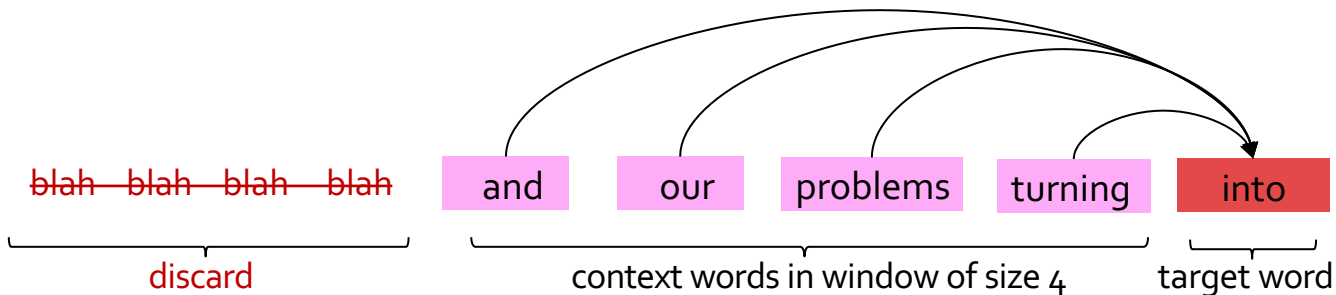 blah blah blah blah and our problems turning into
discard context words in window of size 4 target word